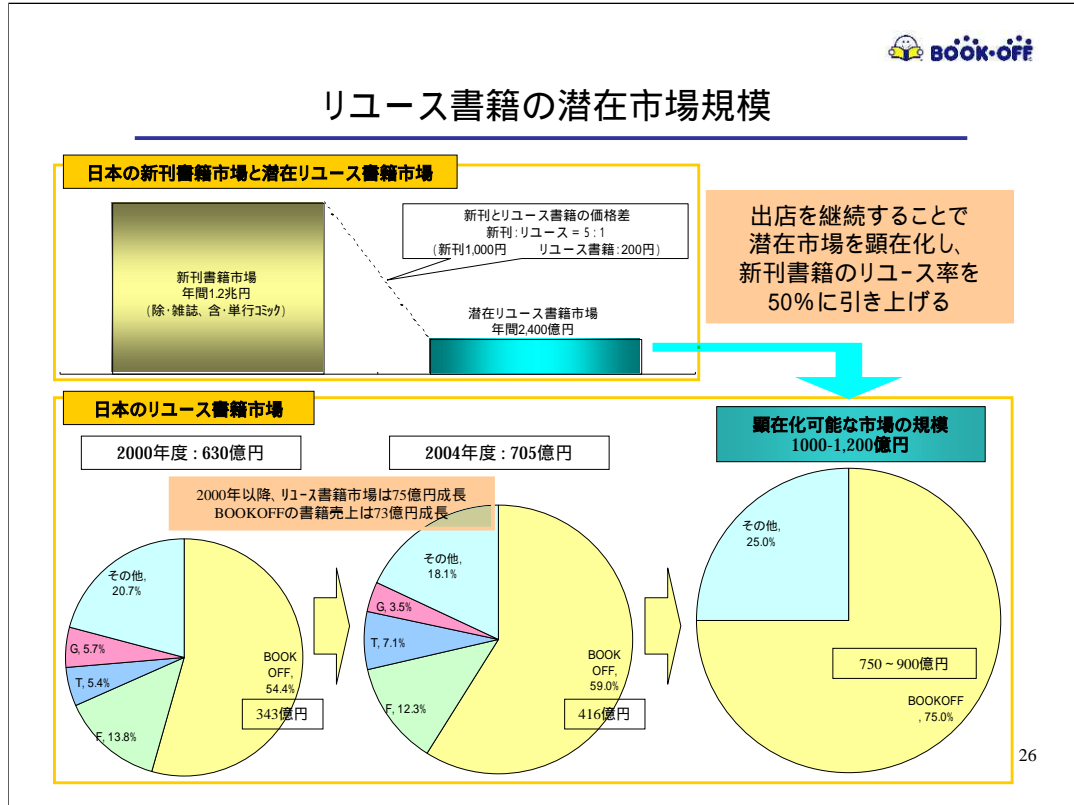 BOOK・OFF
リユース書籍の潜在市場規模
日本の新刊書籍市場と潜在リユース書籍市場
新刊とリユース書籍の価格差
新刊：リユース = 5：1
（新刊1,000円　　リユース書籍：200円）
新刊書籍市場
年間1.2兆円
（除・雑誌、含・単行コミック）
潜在リユース書籍市場
年間2,400億円
出店を継続することで
潜在市場を顕在化し、
新刊書籍のリユース率を
50%に引き上げる
日本のリユース書籍市場
2000年度：630億円
2004年度：705億円
顕在化可能な市場の規模
1000-1,200億円
2000年以降、リユース書籍市場は75億円成長
BOOKOFFの書籍売上は73億円成長
その他,
20.7%
G, 5.7%
T, 5.4%
F, 13.8%
BOOK
OFF,
54.4%
343億円
その他,
18.1%
G, 3.5%
T, 7.1%
F, 12.3%
BOOK
OFF,
59.0%
416億円
その他,
25.0%
750～900億円
BOOKOFF
, 75.0%
26